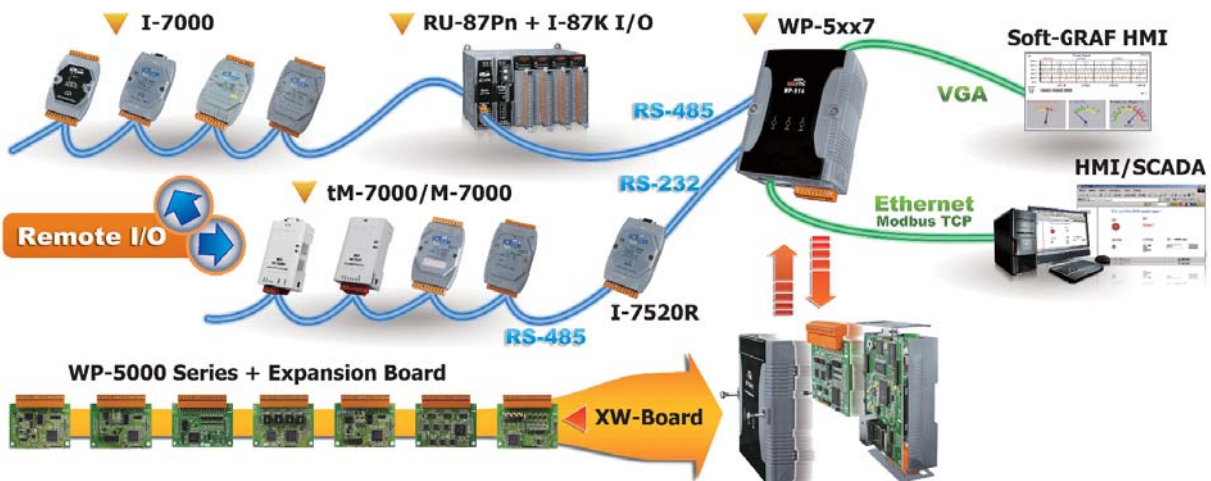 I-7000
RU-87Pn + I-87K I/O
WP-5xx7
Soft-GRAF HMI
VGA
RS-485
HMI/SCADA
RS-232
tM-7000/M-7000
Ethernet
Modbus TCP
Remote I/O
I-7520R
RS-485
WP-5000 Series + Expansion Board
XW-Board